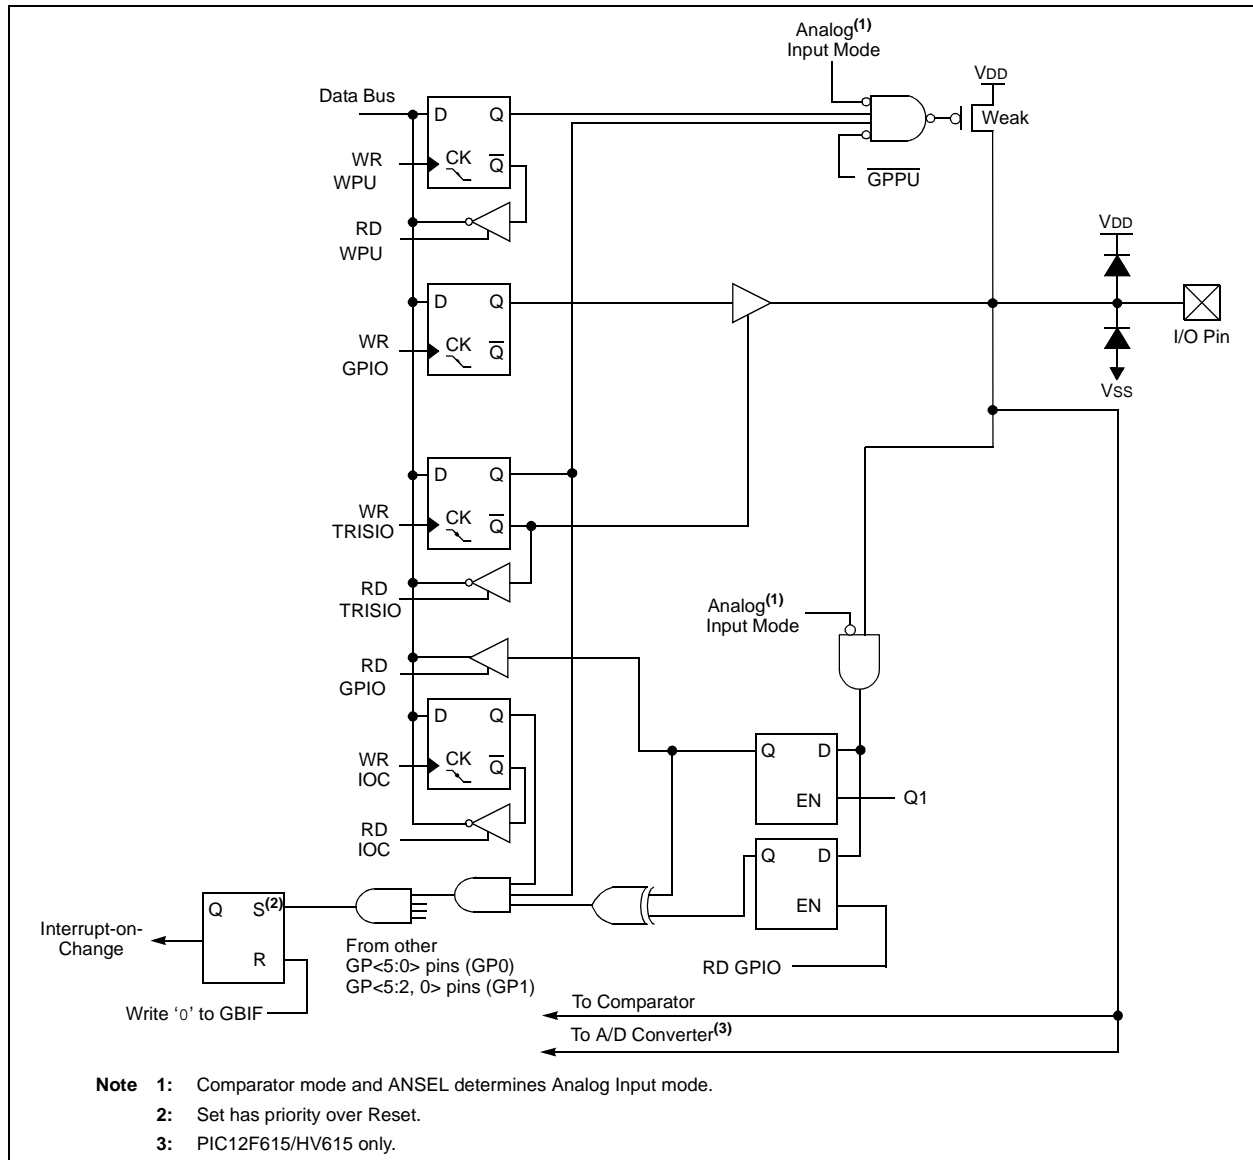 Analog(1)
Input Mode
VDD
Data Bus
D Q
Weak
WR
WPU
CK Q
GPPU
RD
WPU
VDD
D Q
I/O Pin
WR
GPIO
CK Q
VSS
D Q
WR
TRISIO
CK Q
RD
TRISIO
Analog(1)
Input Mode
RD
GPIO
D Q
Q D
WR
IOC
CK Q
EN
Q1
RD
IOC
Q D
Q S(2)
EN
Interrupt-on-
Change
R
From other
GP<5:0> pins (GP0)
GP<5:2, 0> pins (GP1)
RD GPIO
Write ‘0’ to GBIF
To Comparator
To A/D Converter(3)
Note 1: Comparator mode and ANSEL determines Analog Input mode.
2: Set has priority over Reset.
3: PIC12F615/HV615 only.